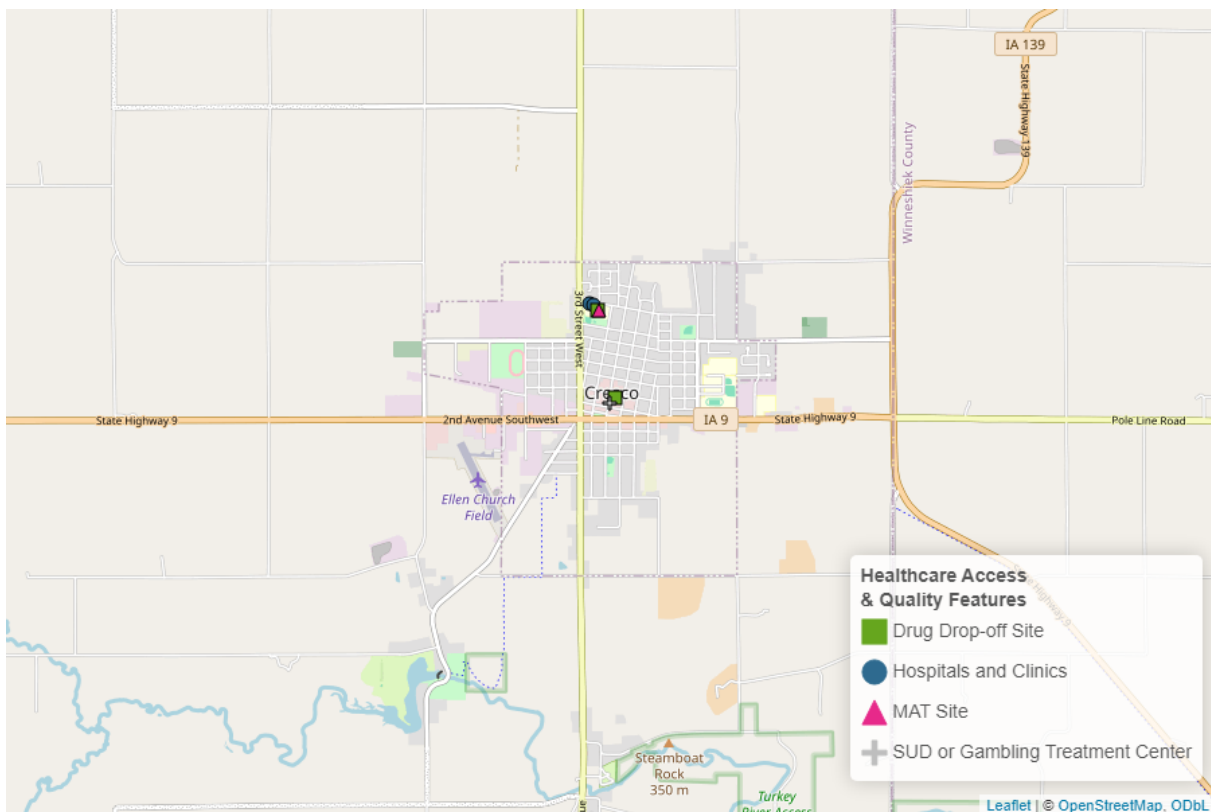 IA 139
State Highway 139
Winneshiek County
3rd Street West
Cresco
State Highway 9
2nd Avenue Southwest
IA 9
State Highway 9
Pole Line Road
Ellen Church
Field
Healthcare Access
& Quality Features
Drug Drop-off Site
Hospitals and Clinics
MAT Site
SUD or Gambling Treatment Center
State Highway 9
Steamboat
Rock
350 m
Turkey
River Access
Leaflet | © OpenStreetMap, ODbL